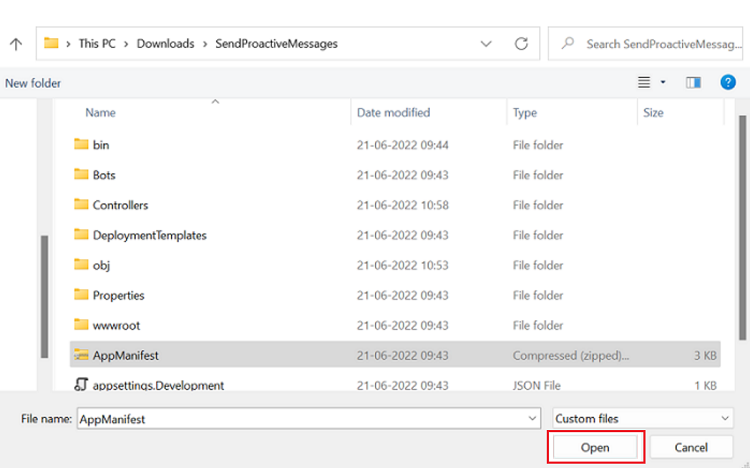 This PC > Downloads > SendProactiveMessages
Search SendProactiveMessag...
New folder
Name Date modified Type Size
bin 21-06-2022 09:44 File folder
Bots 21-06-2022 09:43 File folder
Controllers 21-06-2022 10:58 File folder
DeploymentTemplates 21-06-2022 09:43 File folder
obj 21-06-2022 10:53 File folder
Properties 21-06-2022 09:43 File folder
wwwroot 21-06-2022 09:43 File folder
AppManifest 21-06-2022 09:43 Compressed (zipped)... 3 KB
appsettings.Development 21-06-2022 09:43 JSON File 1 KB
File name: AppManifest Custom files
Open Cancel